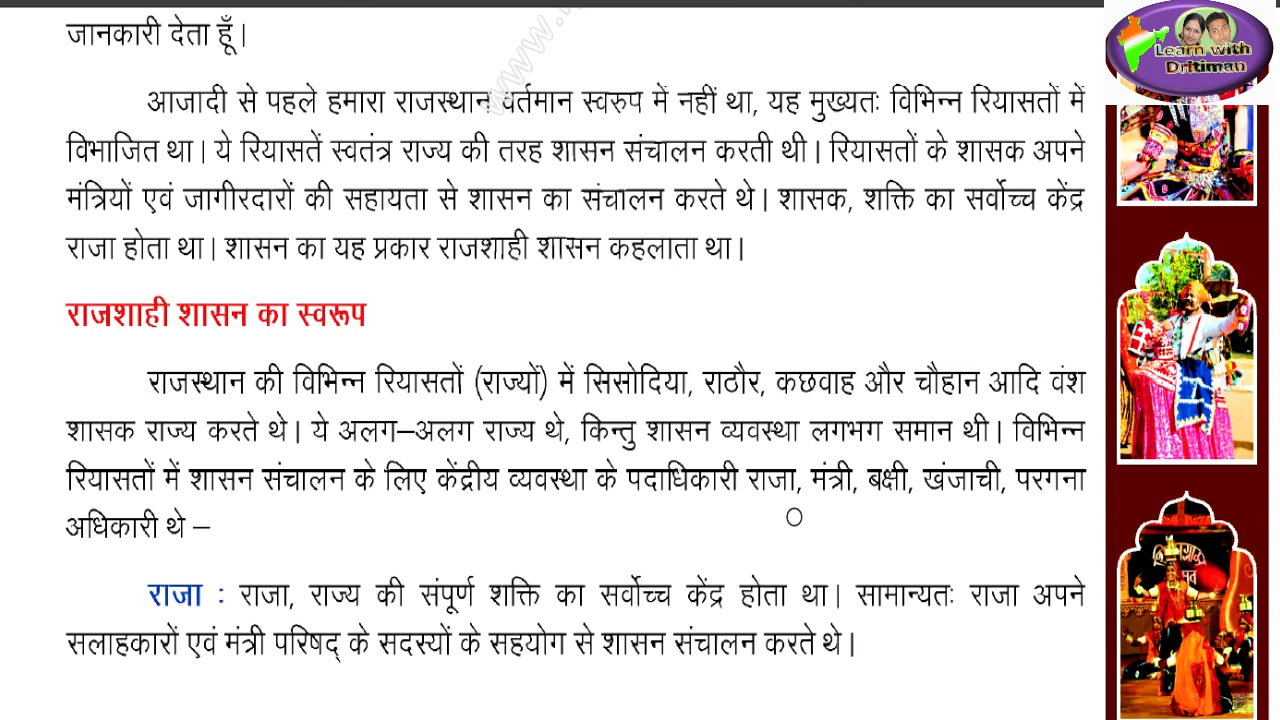 जानकारी देता हूँ।
आजादी से पहले हमारा राजस्थान वर्तमान स्वरुप में नहीं था, यह मुख्यतः विभिन्न रियासतों में
विभाजित था। ये रियासतें स्वतंत्र राज्य की तरह शासन संचालन करती थी। रियासतों के शासक अपने
मंत्रियों एवं जागीरदारों की सहायता से शासन का संचालन करते थे। शासक, शक्ति का सर्वोच्च केंद्र
राजा होता था। शासन का यह प्रकार राजशाही शासन कहलाता था।
राजशाही शासन का स्वरूप
राजस्थान की विभिन्न रियासतों (राज्यों) में सिसोदिया, राठौर, कछवाह और चौहान आदि वंश
शासक राज्य करते थे। ये अलग–अलग राज्य थे, किन्तु शासन व्यवस्था लगभग समान थी। विभिन्न
रियासतों में शासन संचालन के लिए केंद्रीय व्यवस्था के पदाधिकारी राजा, मंत्री, बक्षी, खंजाची, परगना
अधिकारी थे –
राजा : राजा, राज्य की संपूर्ण शक्ति का सर्वोच्च केंद्र होता था। सामान्यतः राजा अपने
सलाहकारों एवं मंत्री परिषद् के सदस्यों के सहयोग से शासन संचालन करते थे।
www.
Learn with
Dritiman